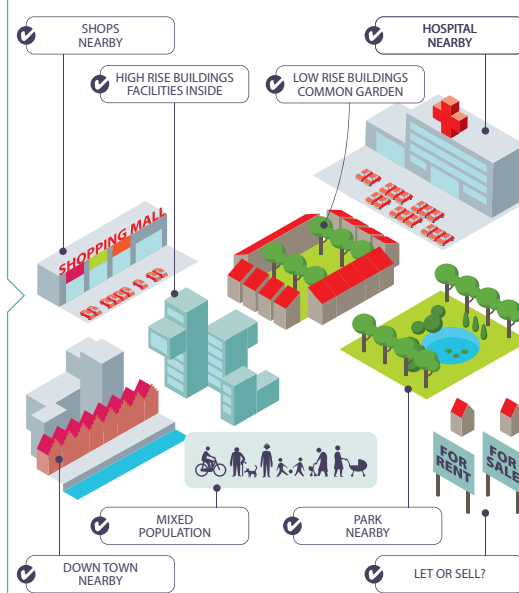 SHOPS
NEARBY
HOSPITAL
NEARBY
HIGH RISE BUILDINGS
FACILITIES INSIDE
LOW RISE BUILDINGS
COMMON GARDEN
SHOPPING MALL
FOR
RENT
FOR
SALE
MIXED
POPULATION
PARK
NEARBY
DOWN TOWN
NEARBY
LET OR SELL?